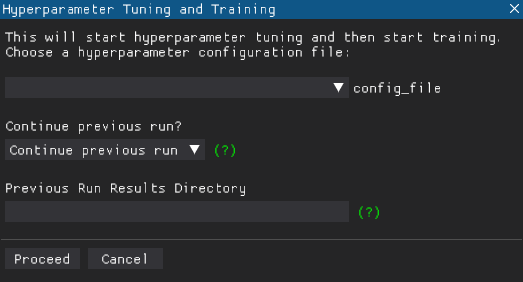 Hyperparameter Tuning and Training
This will start hyperparameter tuning and then start training.
Choose a hyperparameter configuration file:
config_file
Continue previous run?
Continue previous run (?)
Previous Run Results Directory
(?)
Proceed Cancel